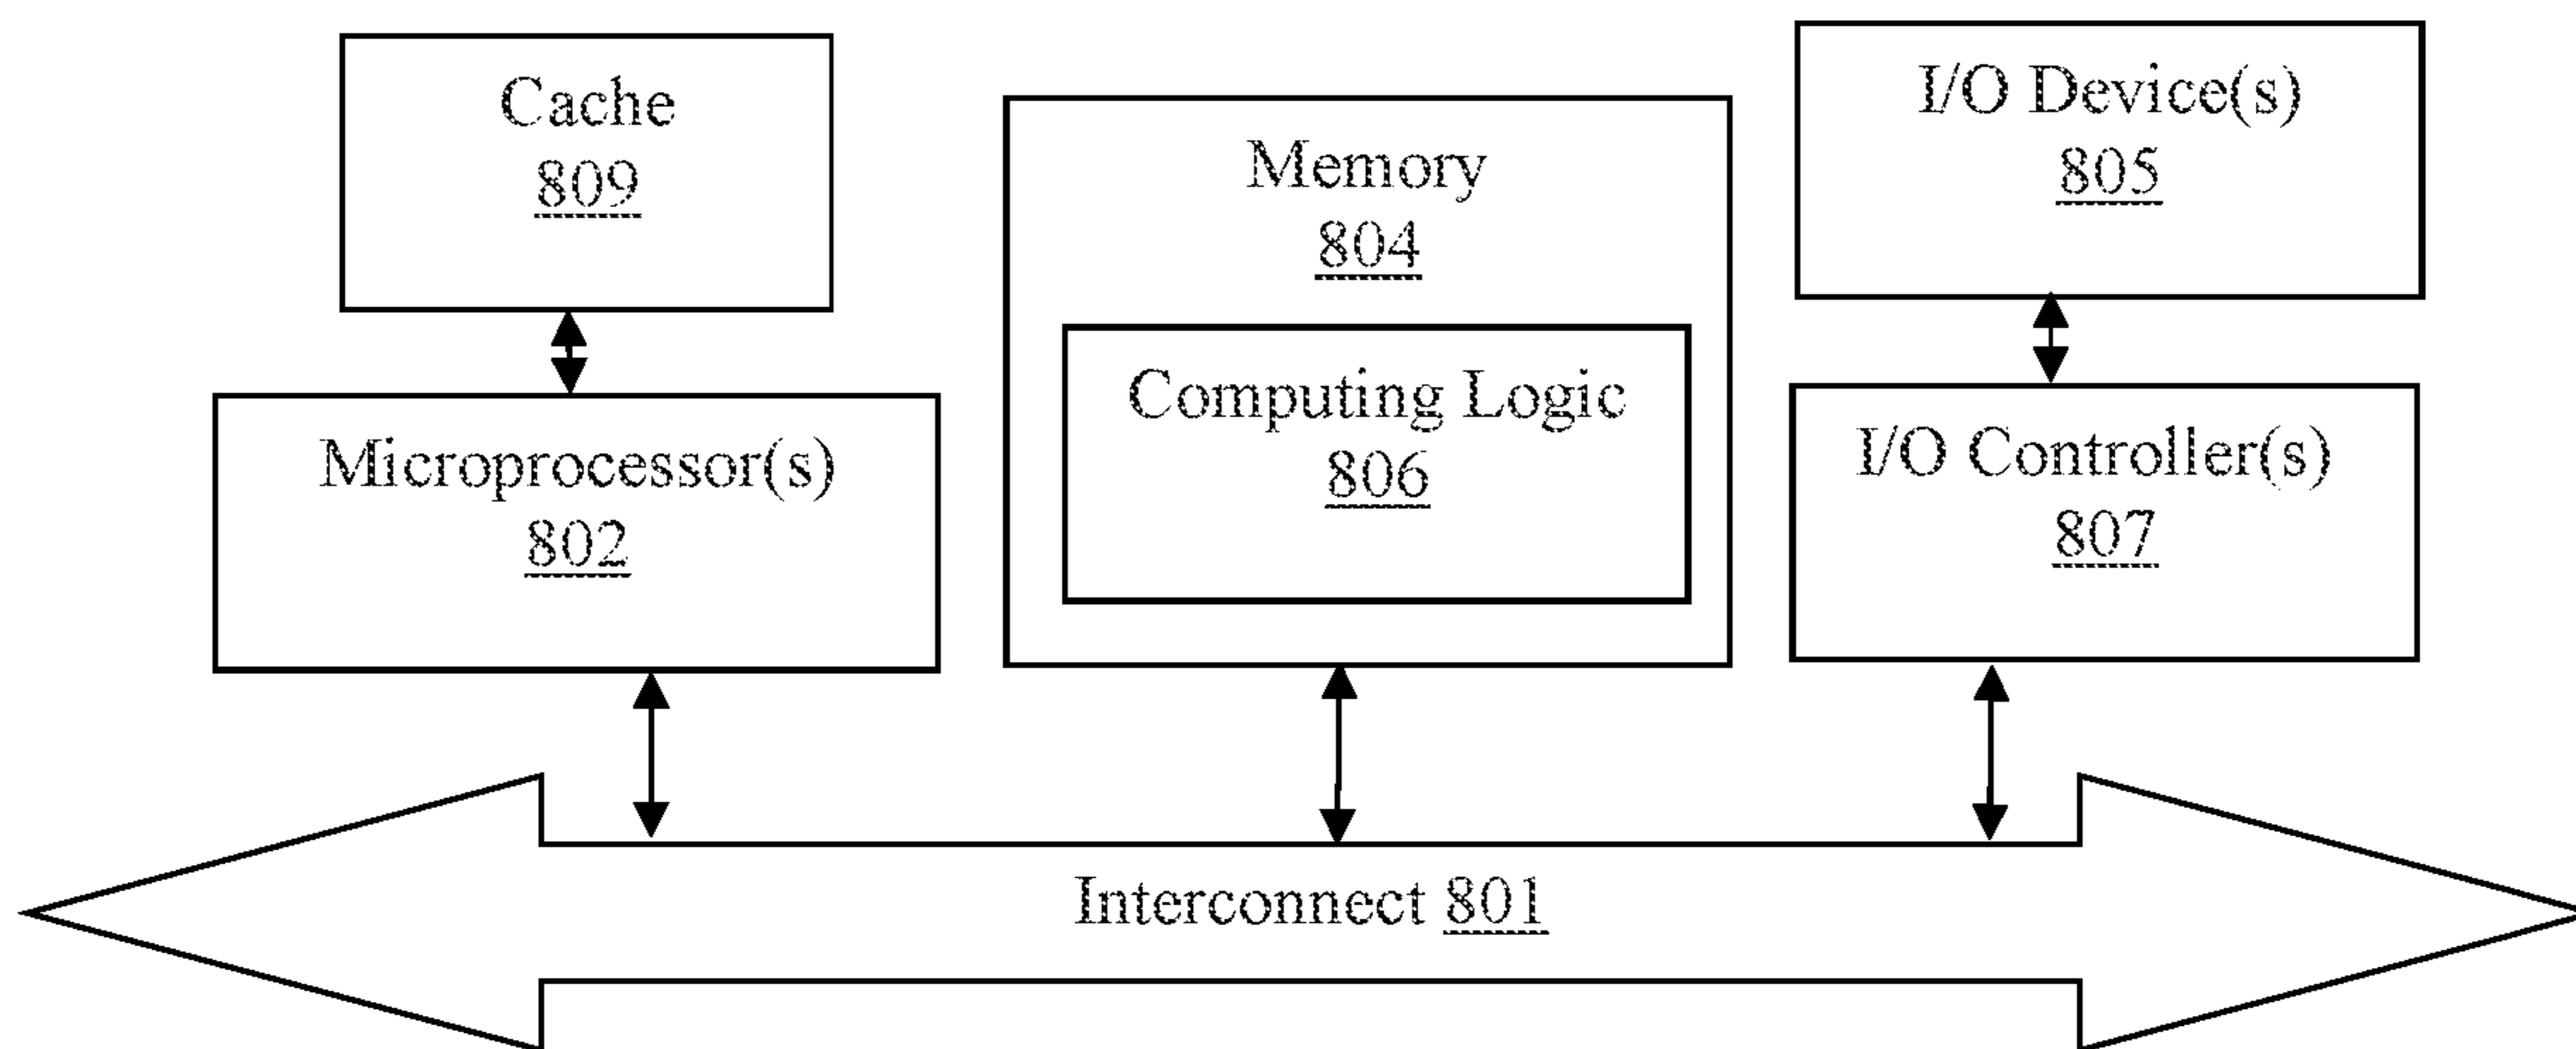 Cache
809
Microprocessor(s)
802
Memory
804
Computing Logic
806
I/O Device(s)
805
I/O Controller(s)
807
Interconnect 801